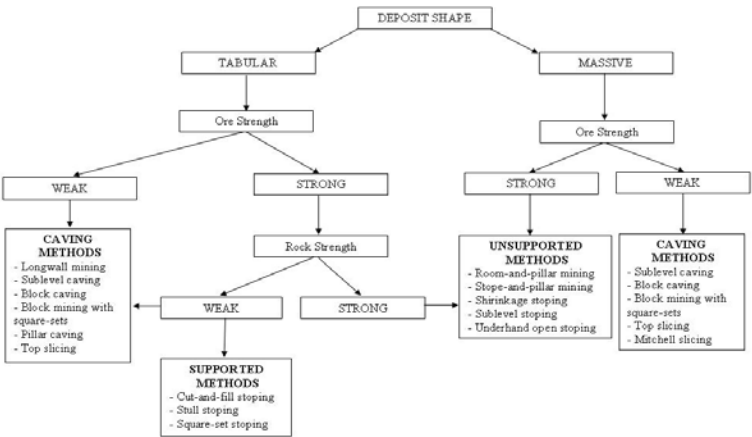 DEPOSIT SHAPE
TABULAR
MASSIVE
Ore Strength
Ore Strength
WEAK
STRONG
STRONG
WEAK
Rock Strength
CAVING
METHODS
- Longwall mining
- Sublevel caving
- Block caving
- Block mining with
square-sets
- Pillar caving
- Top slicing
WEAK
STRONG
UNSUPPORTED
METHODS
- Room-and-pillar mining
- Stope-and-pillar mining
- Shirinkage stoping
- Sublevel stoping
- Underhand open stoping
CAVING
METHODS
- Sublevel caving
- Block caving
- Block mining with
square-sets
- Top slicing
- Mitchell slicing
SUPPORTED
METHODS
- Cut-and-fill stoping
- Stull stoping
- Square-set stoping